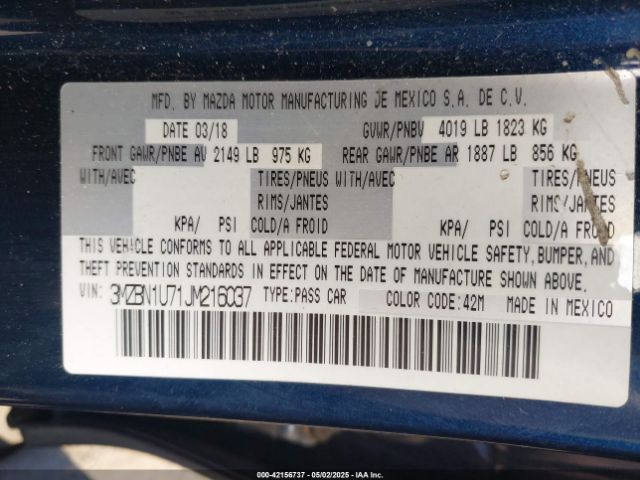 MFD. BY MAZDA MOTOR MANUFACTURING DE MEXICO S.A. DE C.V.
DATE 03/18 GVWR/PNBV 4019 LB 1823 KG
FRONT GAWR/PNBE AV 2149 LB 975 KG REAR GAWR/PNBE AR 1887 LB 856 KG
WITH/AVEC TIRES/PNEUS WITH/AVEC TIRES/PNEUS
RIMS/JANTES RIMS/JANTES
KPA/ PSI COLD/A FROID KPA/ PSI COLD/A FROID
THIS VEHICLE CONFORMS TO ALL APPLICABLE FEDERAL MOTOR VEHICLE SAFETY, BUMPER, AND
THEFT PREVENTION STANDARDS IN EFFECT ON THE DATE OF MANUFACTURE SHOWN ABOVE.
VIN: 3MZBN1U71JM216037 TYPE:PASS CAR COLOR CODE:42M MADE IN MEXICO
000-42156737 - 05/02/2025 - IAAI.com